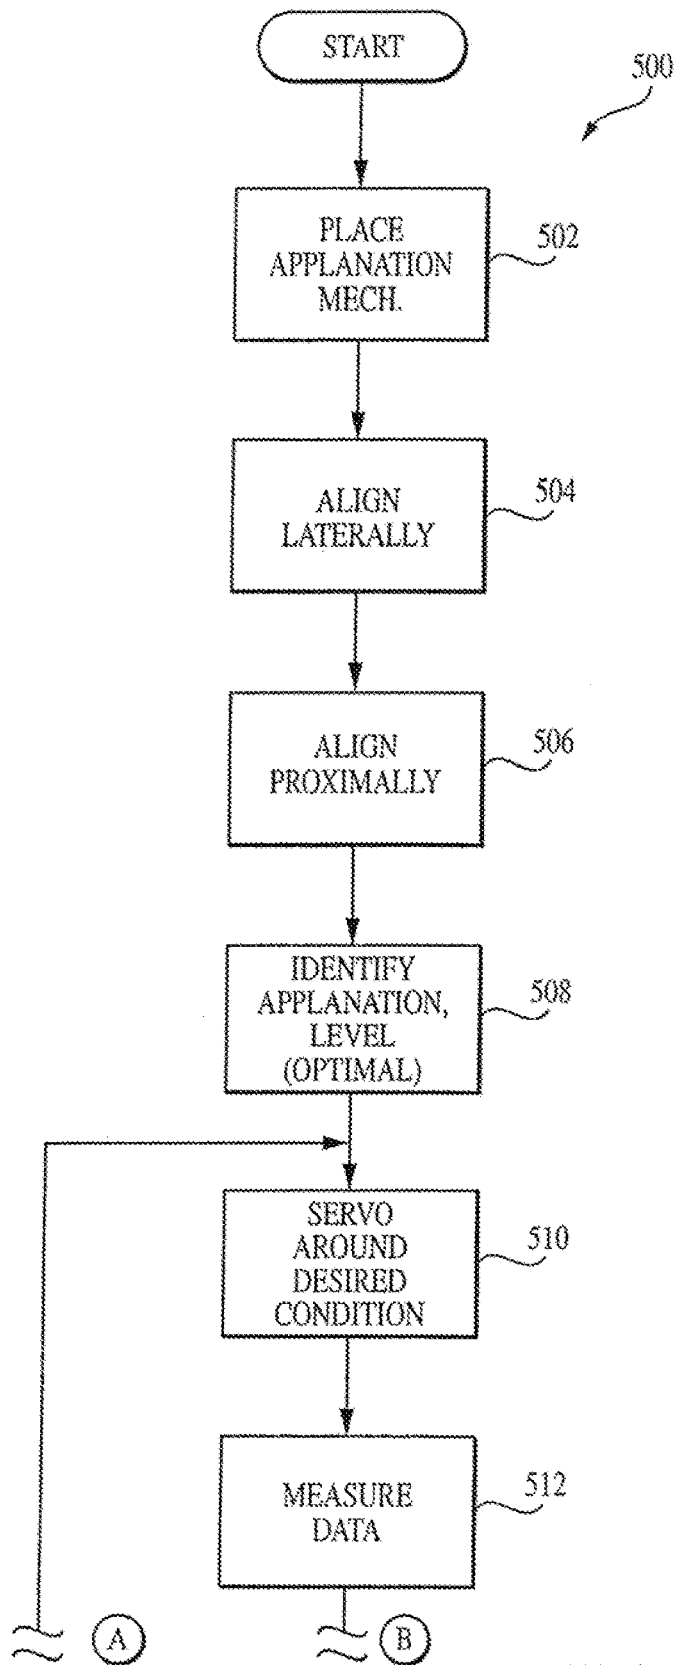 START
500
PLACE
APPLANATION
MECH.
502
ALIGN
LATERALLY
504
ALIGN
PROXIMALLY
506
IDENTIFY
APPLANATION,
LEVEL
(OPTIMAL)
508
SERVO
AROUND
DESIRED
CONDITION
510
MEASURE
DATA
512
A
B